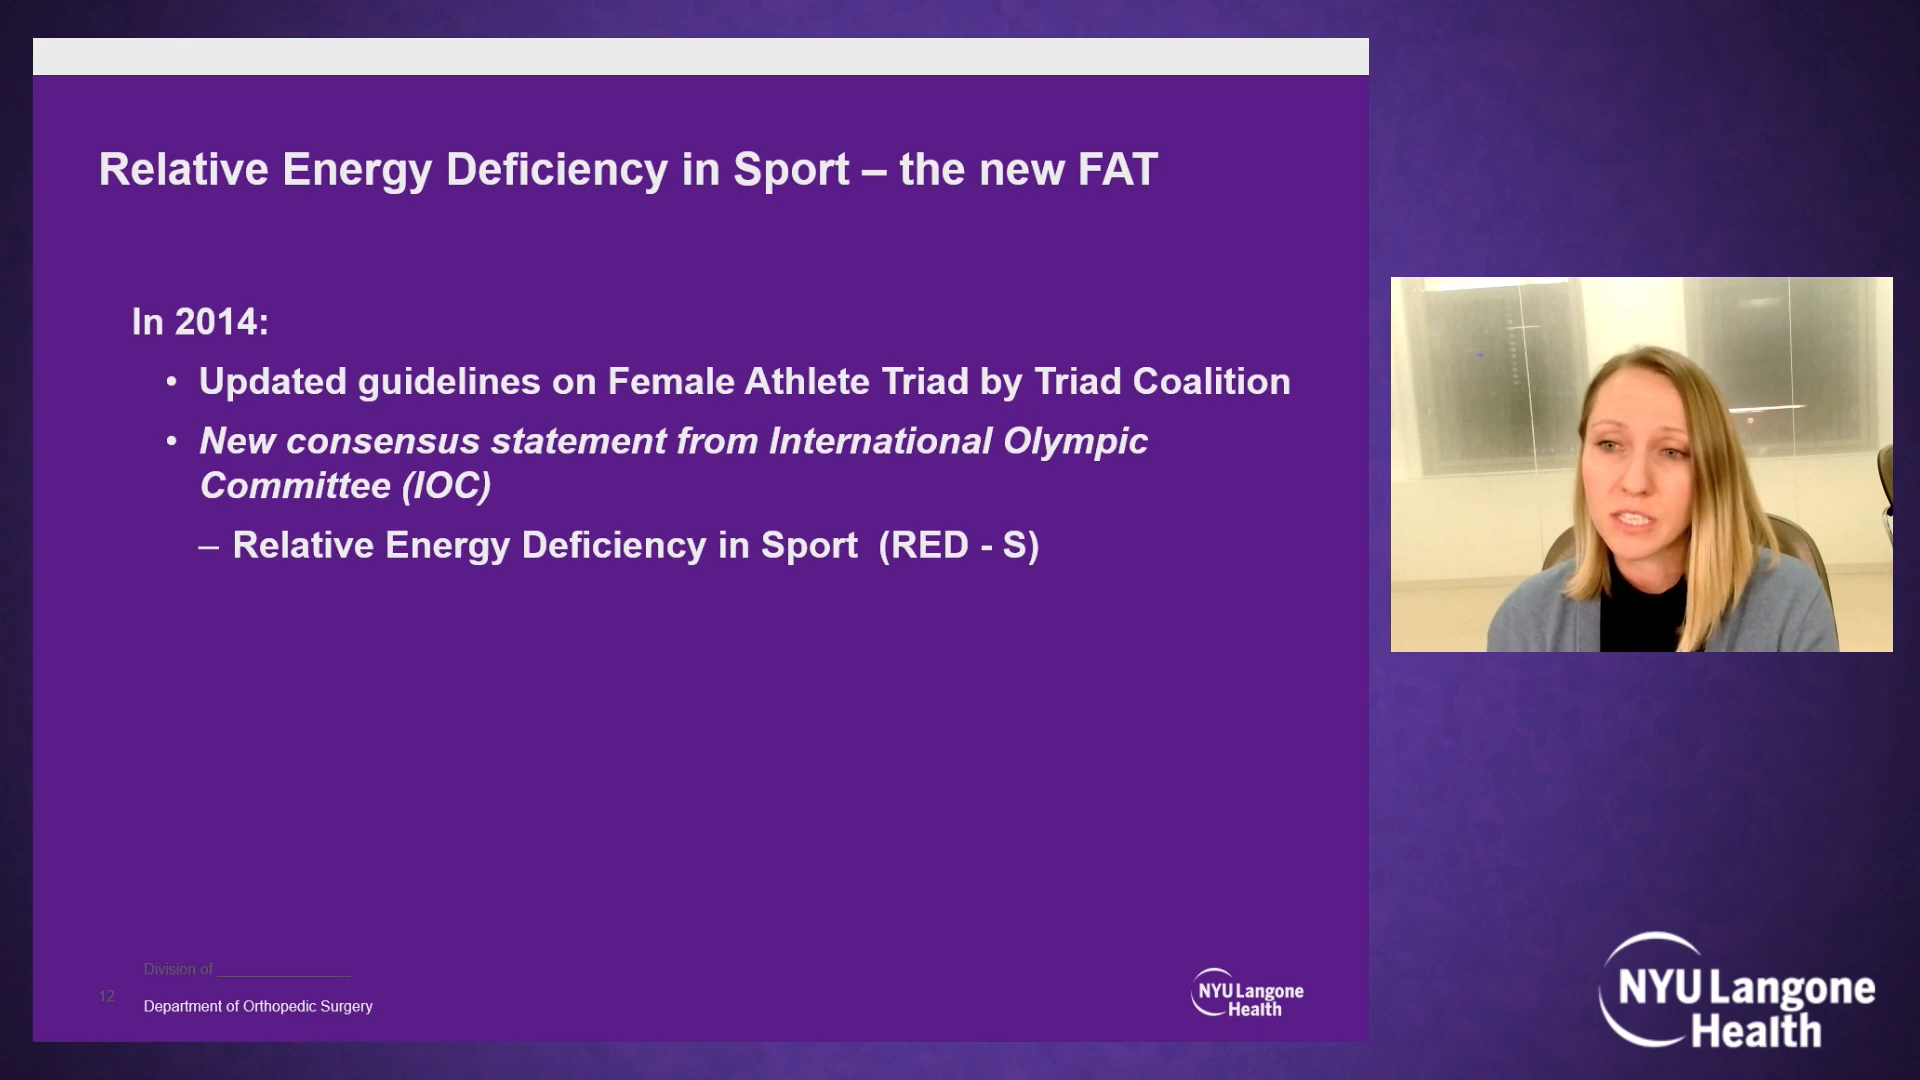 Relative Energy Deficiency in Sport – the new FAT
In 2014:
• Updated guidelines on Female Athlete Triad by Triad Coalition
• New consensus statement from International Olympic
Committee (IOC)
– Relative Energy Deficiency in Sport  (RED - S)
Division of ________________
12
Department of Orthopedic Surgery
NYU Langone
Health
NYU Langone
Health